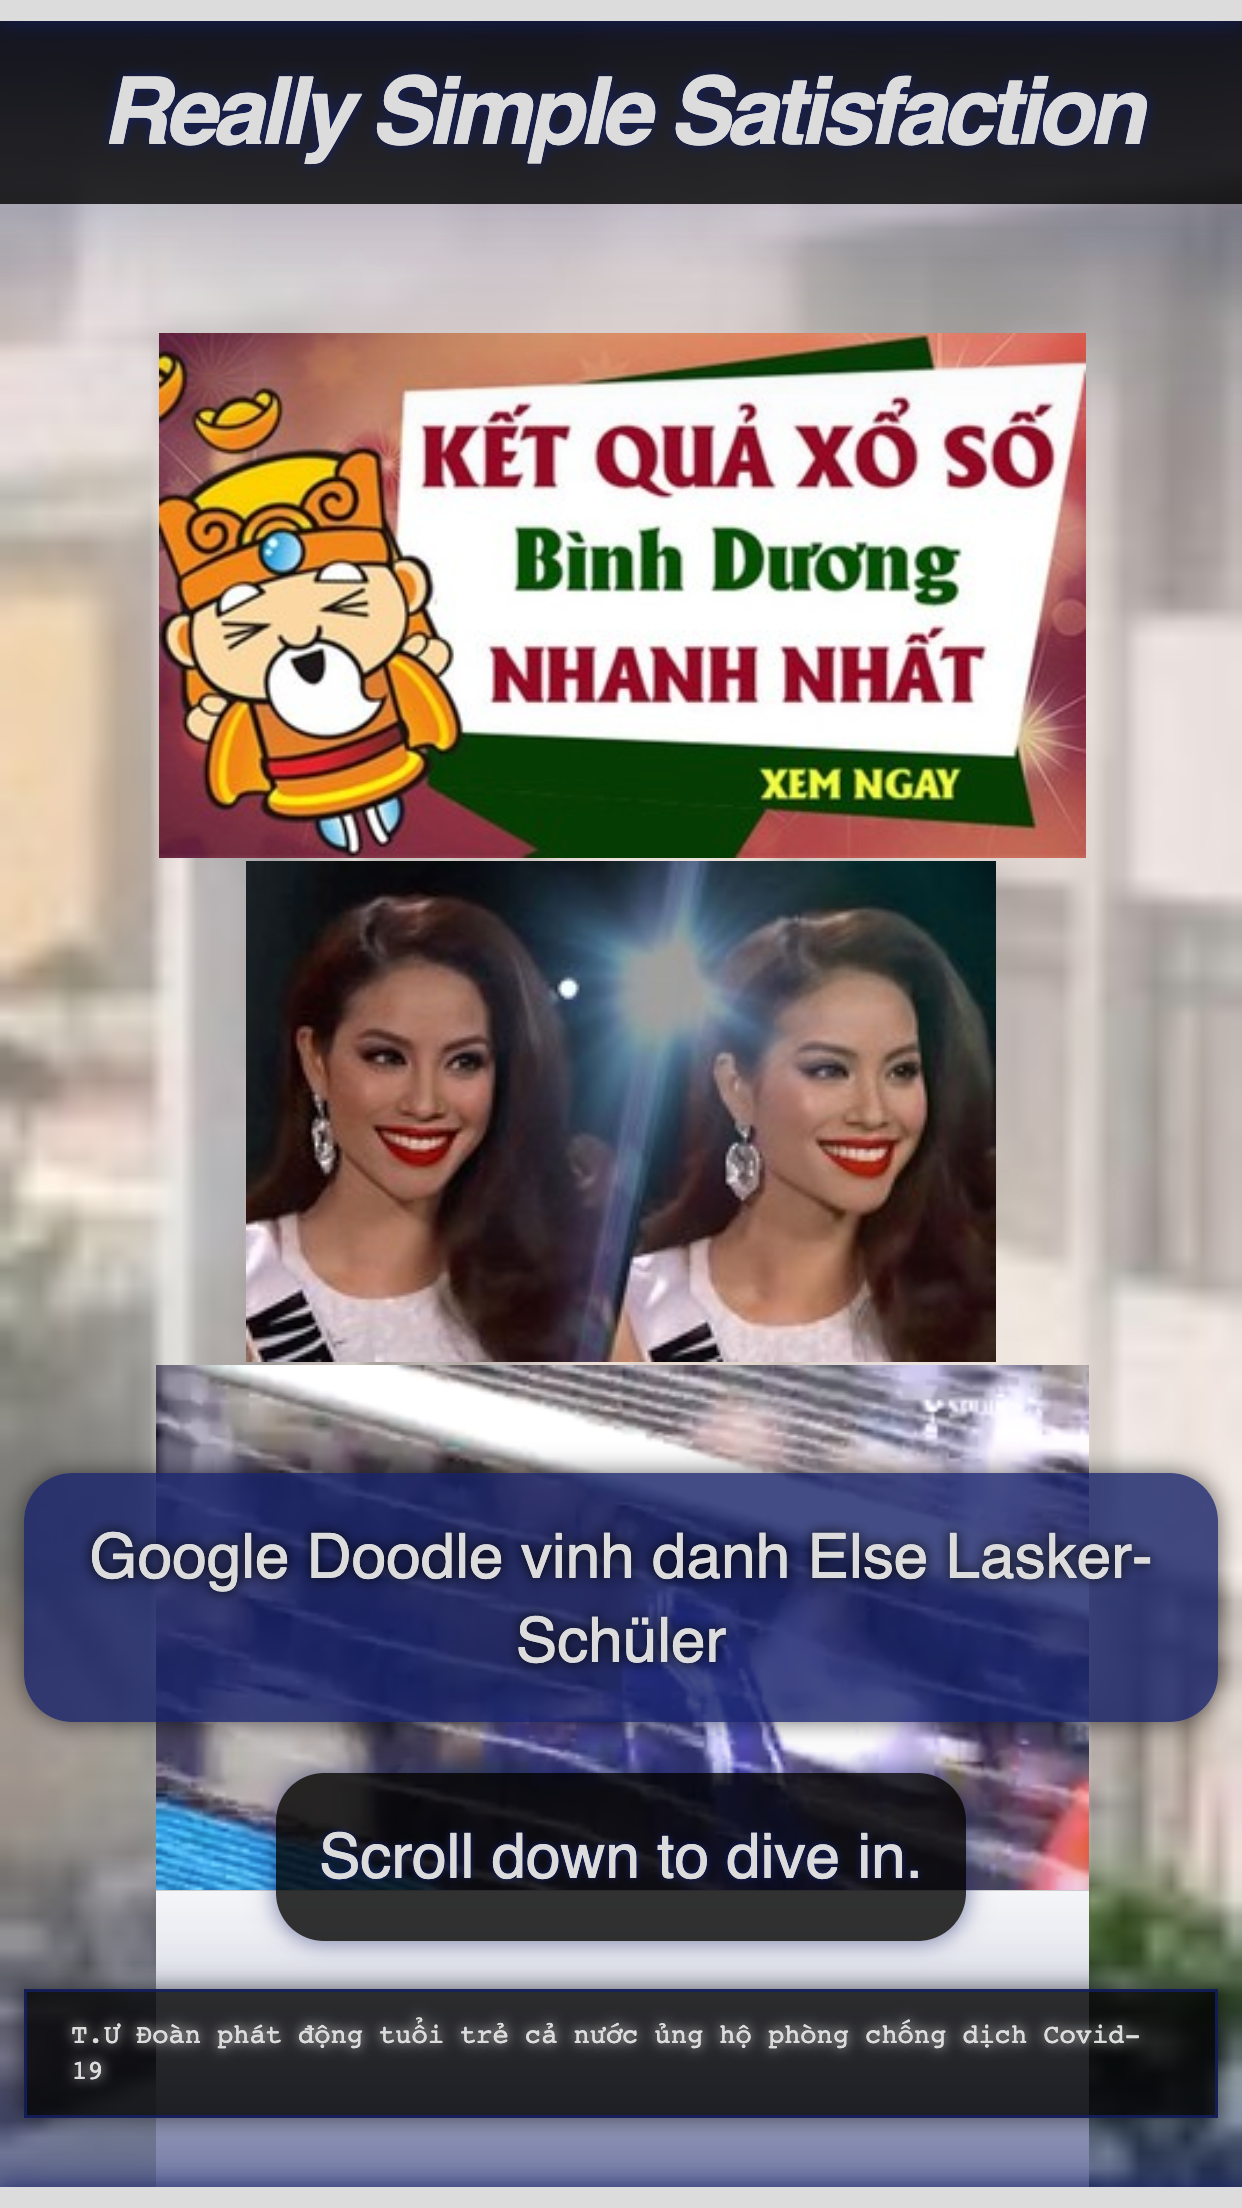 Really Simple Satisfaction
KẾT QUẢ XỔ SỐ
Bình Dương
NHANH NHẤT
XEM NGAY
Google Doodle vinh danh Else Lasker-
Schüler
Scroll down to dive in.
T.Ư Đoàn phát động tuổi trẻ cả nước ủng hộ phòng chống dịch Covid-
19